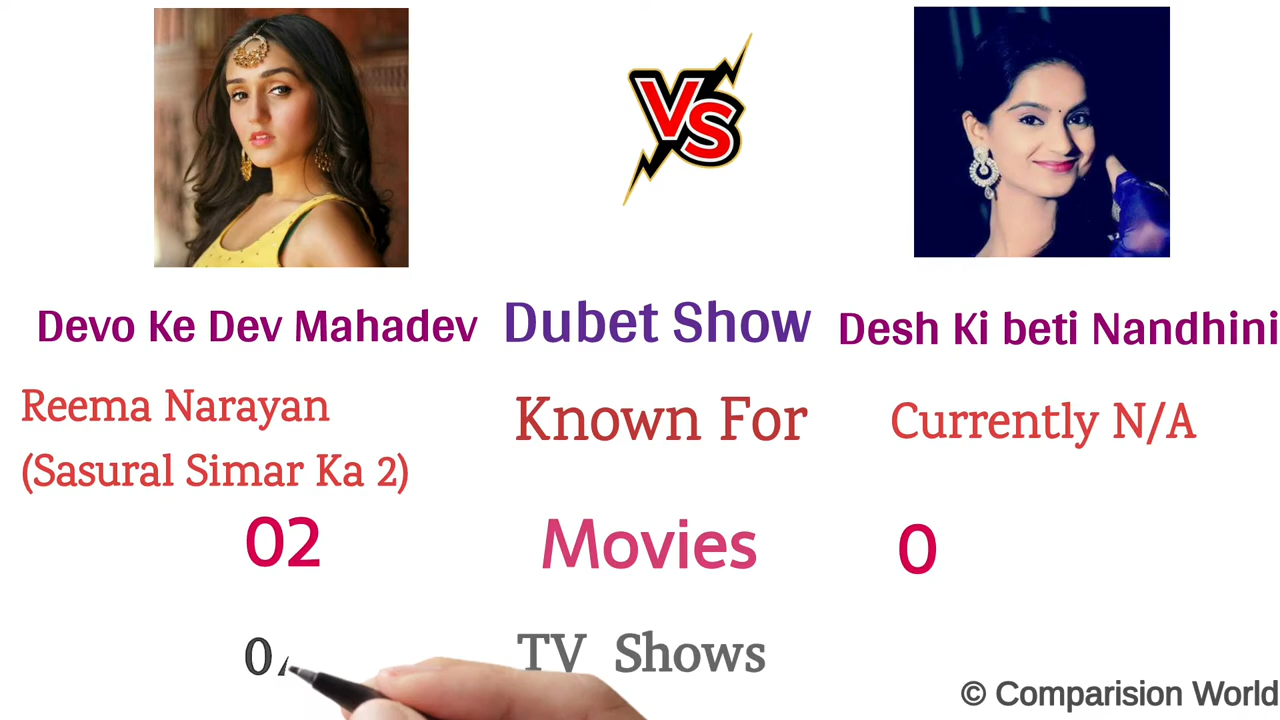 VS
Devo Ke Dev Mahadev Dubet Show Desh Ki beti Nandhini
Reema Narayan
(Sasural Simar Ka 2) Known For Currently N/A
02 Movies 0
0 TV Shows
© Comparision World